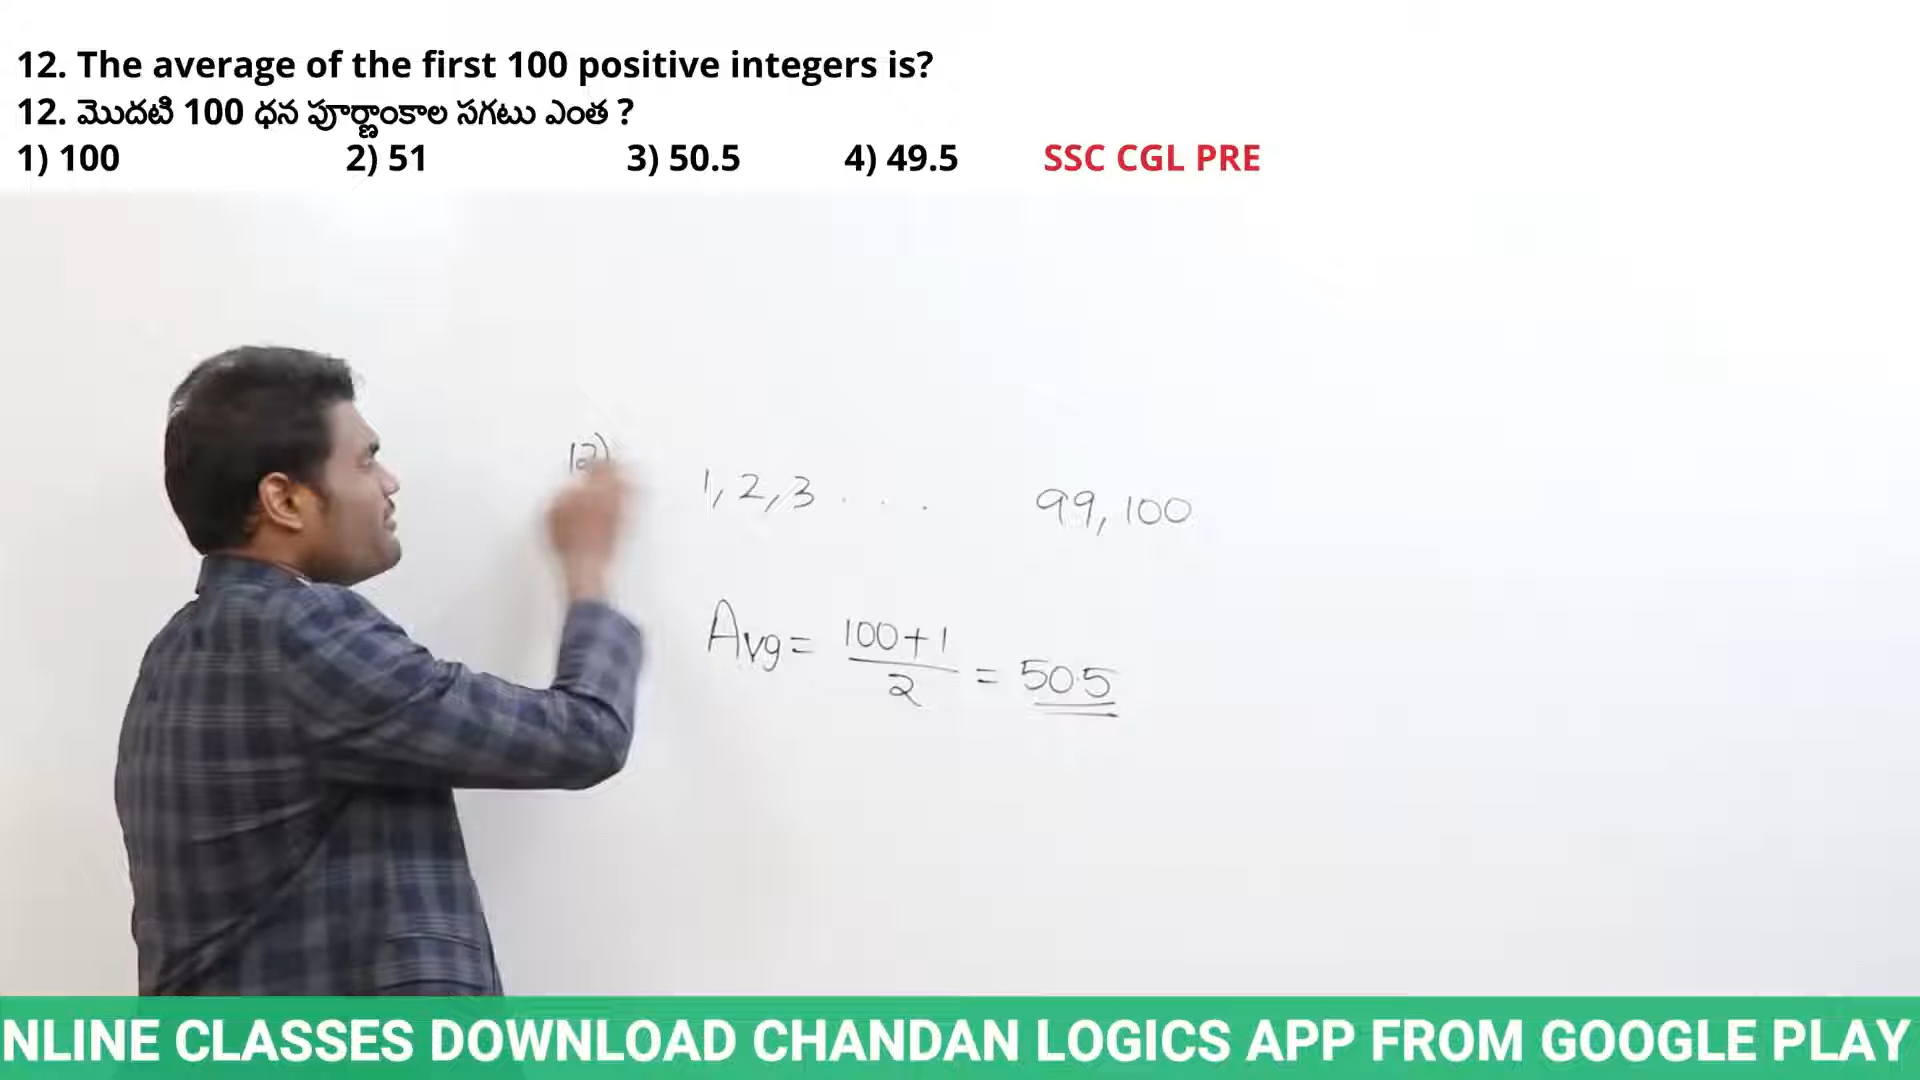 12. The average of the first 100 positive integers is?
12. మొదటి 100 ధన పూర్ణాంకాల సగటు ఎంత ?
1) 100 2) 51 3) 50.5 4) 49.5 SSC CGL PRE
12)
1, 2, 3 . . . 99, 100
Avg = 100+1 / 2 = 50.5
NLINE CLASSES DOWNLOAD CHANDAN LOGICS APP FROM GOOGLE PLAY